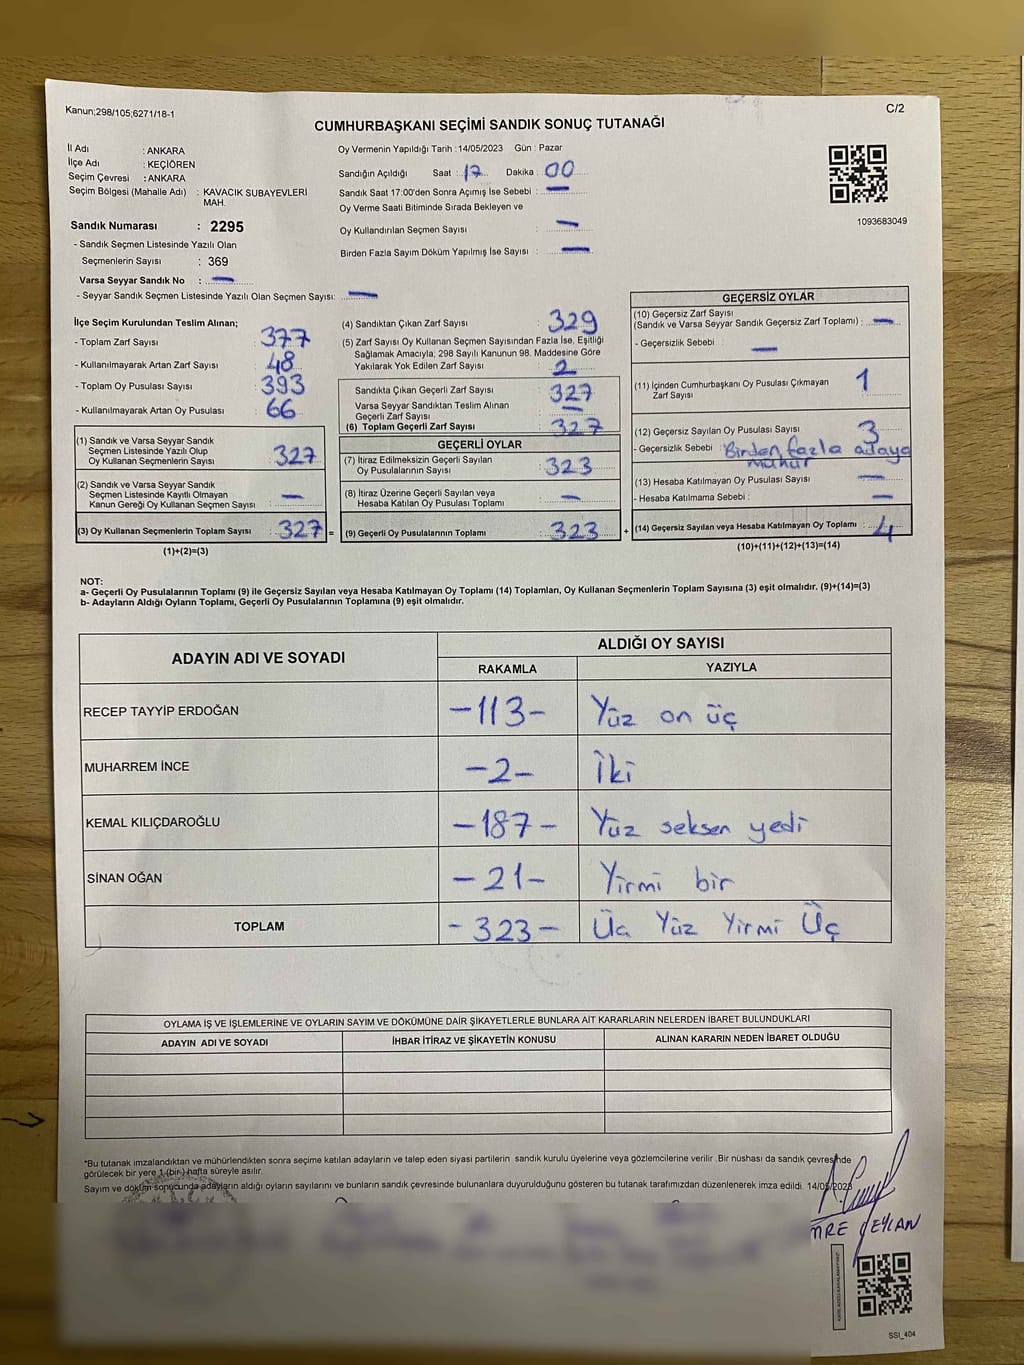 Kanun;298/105;6271/18-1
C/2
CUMHURBAŞKANI SEÇİMİ SANDIK SONUÇ TUTANAĞI
İl Adı : ANKARA
İlçe Adı : KEÇİÖREN
Seçim Çevresi : ANKARA
Seçim Bölgesi (Mahalle Adı) : KAVACIK SUBAYEVLERİ
MAH.
Sandık Numarası : 2295
- Sandık Seçmen Listesinde Yazılı Olan
Seçmenlerin Sayısı : 369
Varsa Seyyar Sandık No : —
- Seyyar Sandık Seçmen Listesinde Yazılı Olan Seçmen Sayısı: —
Oy Vermenin Yapıldığı Tarih :14/05/2023 Gün : Pazar
Sandığın Açıldığı Saat : 17 Dakika : 00
Sandık Saat 17:00'den Sonra Açımış İse Sebebi : —
Oy Verme Saati Bitiminde Sırada Bekleyen ve
Oy Kullandırılan Seçmen Sayısı : —
Birden Fazla Sayım Döküm Yapılmış İse Sayısı : —
1093683049
İlçe Seçim Kurulundan Teslim Alınan;
- Toplam Zarf Sayısı : 377
- Kullanılmayarak Artan Zarf Sayısı : 48
- Toplam Oy Pusulası Sayısı : 393
- Kullanılmayarak Artan Oy Pusulası : 66
(1) Sandık ve Varsa Seyyar Sandık
Seçmen Listesinde Yazılı Olup
Oy Kullanan Seçmenlerin Sayısı : 327
(2) Sandık ve Varsa Seyyar Sandık
Seçmen Listesinde Kayıtlı Olmayan
Kanun Gereği Oy Kullanan Seçmen Sayısı : —
(3) Oy Kullanan Seçmenlerin Toplam Sayısı : 327 =
(1)+(2)=(3)
(4) Sandıktan Çıkan Zarf Sayısı : 329
(5) Zarf Sayısı Oy Kullanan Seçmen Sayısından Fazla İse, Eşitliği
Sağlamak Amacıyla, 298 Sayılı Kanunun 98. Maddesine Göre
Yakılarak Yok Edilen Zarf Sayısı : 2
Sandıkta Çıkan Geçerli Zarf Sayısı : 327
Varsa Seyyar Sandıktan Teslim Alınan
Geçerli Zarf Sayısı : —
(6) Toplam Geçerli Zarf Sayısı : 327
GEÇERLİ OYLAR
(7) İtiraz Edilmeksizin Geçerli Sayılan
Oy Pusulalarının Sayısı : 323
(8) İtiraz Üzerine Geçerli Sayılan veya
Hesaba Katılan Oy Pusulası Toplamı : —
(9) Geçerli Oy Pusulalarının Toplamı : 323 +
GEÇERSİZ OYLAR
(10) Geçersiz Zarf Sayısı
(Sandık ve Varsa Seyyar Sandık Geçersiz Zarf Toplamı) : —
- Geçersizlik Sebebi : —
(11) İçinden Cumhurbaşkanı Oy Pusulası Çıkmayan
Zarf Sayısı : 1
(12) Geçersiz Sayılan Oy Pusulası Sayısı : 3
- Geçersizlik Sebebi : Birden fazla adaya
mühür
(13) Hesaba Katılmayan Oy Pusulası Sayısı : —
- Hesaba Katılmama Sebebi : —
(14) Geçersiz Sayılan veya Hesaba Katılmayan Oy Toplamı : 4
(10)+(11)+(12)+(13)=(14)
NOT:
a- Geçerli Oy Pusulalarının Toplamı (9) ile Geçersiz Sayılan veya Hesaba Katılmayan Oy Toplamı (14) Toplamları, Oy Kullanan Seçmenlerin Toplam Sayısına (3) eşit olmalıdır. (9)+(14)=(3)
b- Adayların Aldığı Oyların Toplamı, Geçerli Oy Pusulalarının Toplamına (9) eşit olmalıdır.
ADAYIN ADI VE SOYADI ALDIĞI OY SAYISI
RAKAMLA YAZIYLA
RECEP TAYYİP ERDOĞAN -113- Yüz on üç
MUHARREM İNCE -2- İki
KEMAL KILIÇDAROĞLU -187- Yüz seksen yedi
SİNAN OĞAN -21- Yirmi bir
TOPLAM -323- Üç Yüz Yirmi Üç
OYLAMA İŞ VE İŞLEMLERİNE VE OYLARIN SAYIM VE DÖKÜMÜNE DAİR ŞİKAYETLERLE BUNLARA AİT KARARLARIN NELERDEN İBARET BULUNDUKLARI
ADAYIN ADI VE SOYADI İHBAR İTİRAZ VE ŞİKAYETİN KONUSU ALINAN KARARIN NEDEN İBARET OLDUĞU
*Bu tutanak imzalandıktan ve mühürlendikten sonra seçime katılan adayların ve talep eden siyasi partilerin sandık kurulu üyelerine veya gözlemcilerine verilir .Bir nüshası da sandık çevresinde
görülecek bir yere 1 (bir ) hafta süreyle asılır.
Sayım ve döküm sonucunda adayların aldığı oyların sayılarını ve bunların sandık çevresinde bulunanlara duyurulduğunu gösteren bu tutanak tarafımızdan düzenlenerek imza edildi. 14/05/2023
MRE CEYLAN
SSI_404